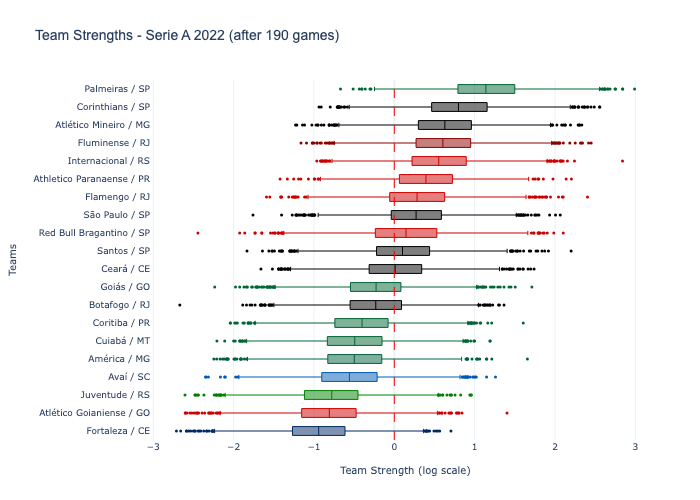 Team Strengths - Serie A 2022 (after 190 games)
Palmeiras / SP
Corinthians / SP
Atlético Mineiro / MG
Fluminense / RJ
Internacional / RS
Athletico Paranaense / PR
Flamengo / RJ
São Paulo / SP
Red Bull Bragantino / SP
Santos / SP
Ceará / CE
Goiás / GO
Botafogo / RJ
Coritiba / PR
Cuiabá / MT
América / MG
Avaí / SC
Juventude / RS
Atlético Goianiense / GO
Fortaleza / CE
Teams
−3 −2 −1 0 1 2 3
Team Strength (log scale)